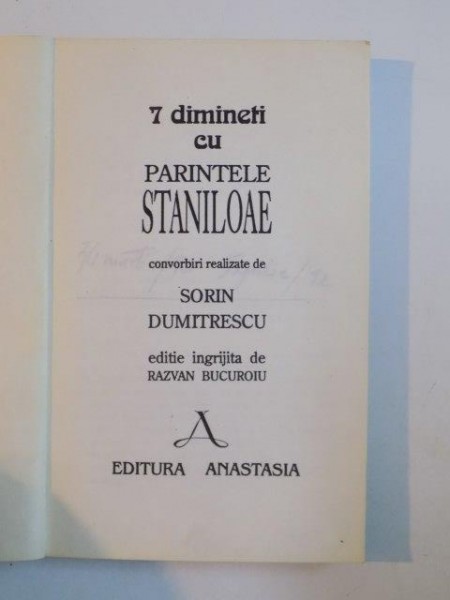 7 dimineti
cu
PARINTELE
STANILOAE
convorbiri realizate de
SORIN
DUMITRESCU
editie ingrijita de
RAZVAN BUCUROIU
A
EDITURA ANASTASIA